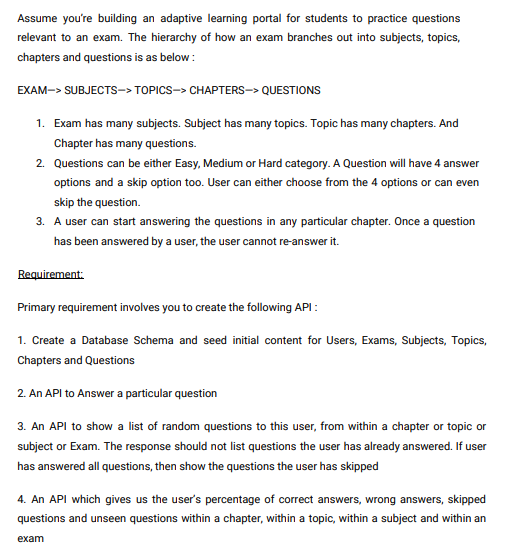 Assume you're building an adaptive learning portal for students to practice questions
relevant to an exam. The hierarchy of how an exam branches out into subjects, topics,
chapters and questions is as below :
EXAM—> SUBJECTS—> TOPICS—> CHAPTERS—> QUESTIONS
1. Exam has many subjects. Subject has many topics. Topic has many chapters. And
Chapter has many questions.
2. Questions can be either Easy, Medium or Hard category. A Question will have 4 answer
options and a skip option too. User can either choose from the 4 options or can even
skip the question.
3. A user can start answering the questions in any particular chapter. Once a question
has been answered by a user, the user cannot re-answer it.
Requirement:
Primary requirement involves you to create the following API :
1. Create a Database Schema and seed initial content for Users, Exams, Subjects, Topics,
Chapters and Questions
2. An API to Answer a particular question
3. An API to show a list of random questions to this user, from within a chapter or topic or
subject or Exam. The response should not list questions the user has already answered. If user
has answered all questions, then show the questions the user has skipped
4. An API which gives us the user's percentage of correct answers, wrong answers, skipped
questions and unseen questions within a chapter, within a topic, within a subject and within an
exam